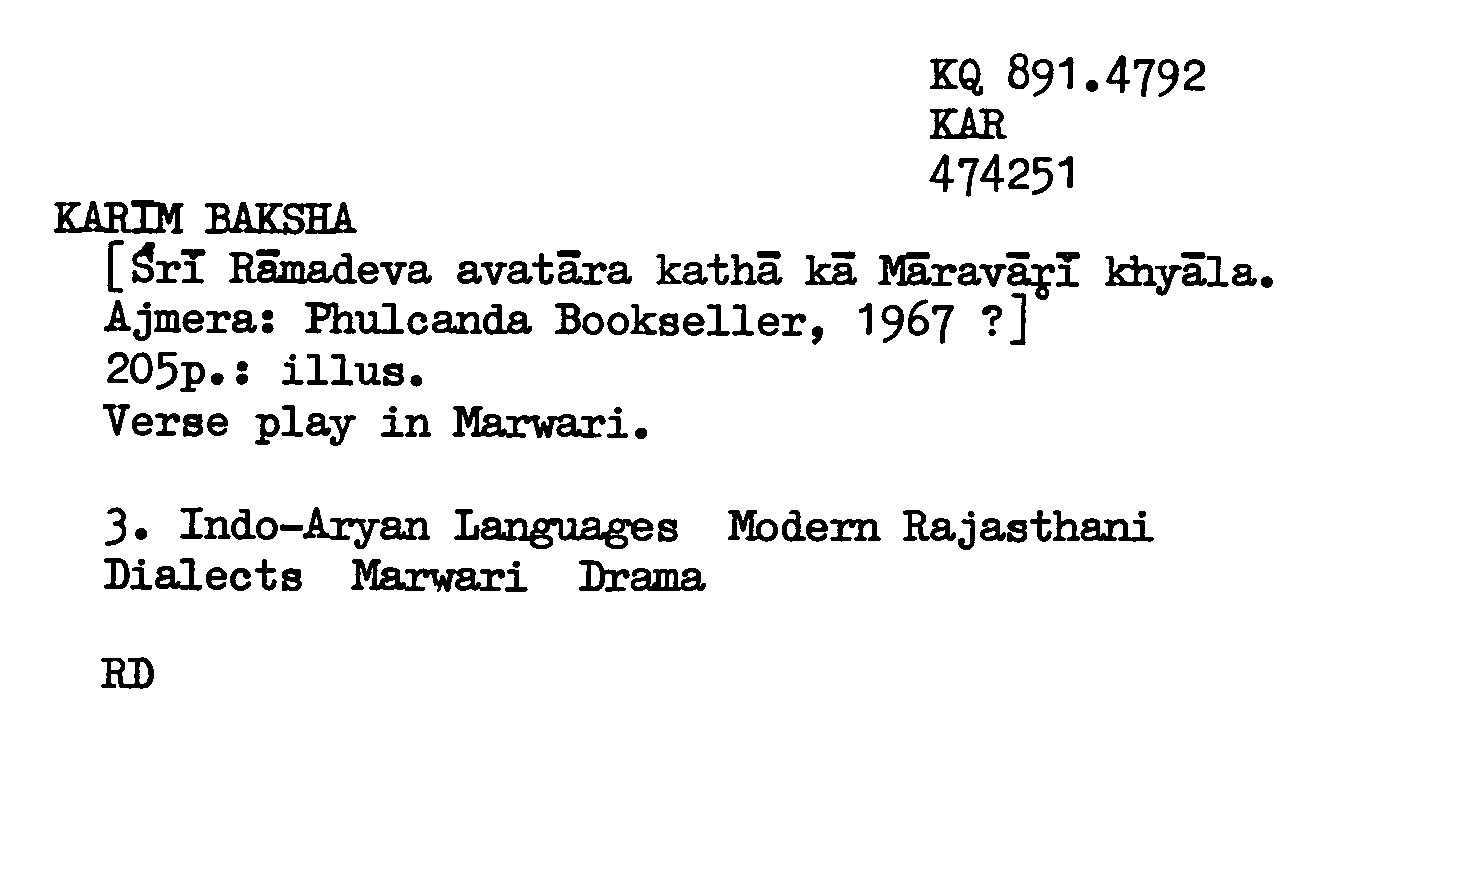 KQ 891.4792
KAR
474251
KARĪM BAKSHA
[Śrī Rāmadeva avatāra kathā kā Māravāṛī khyāla.
Ajmera: Phulcanda Bookseller, 1967 ?]
205p.: illus.
Verse play in Marwari.
3. Indo-Aryan Languages Modern Rajasthani
Dialects Marwari Drama
RD